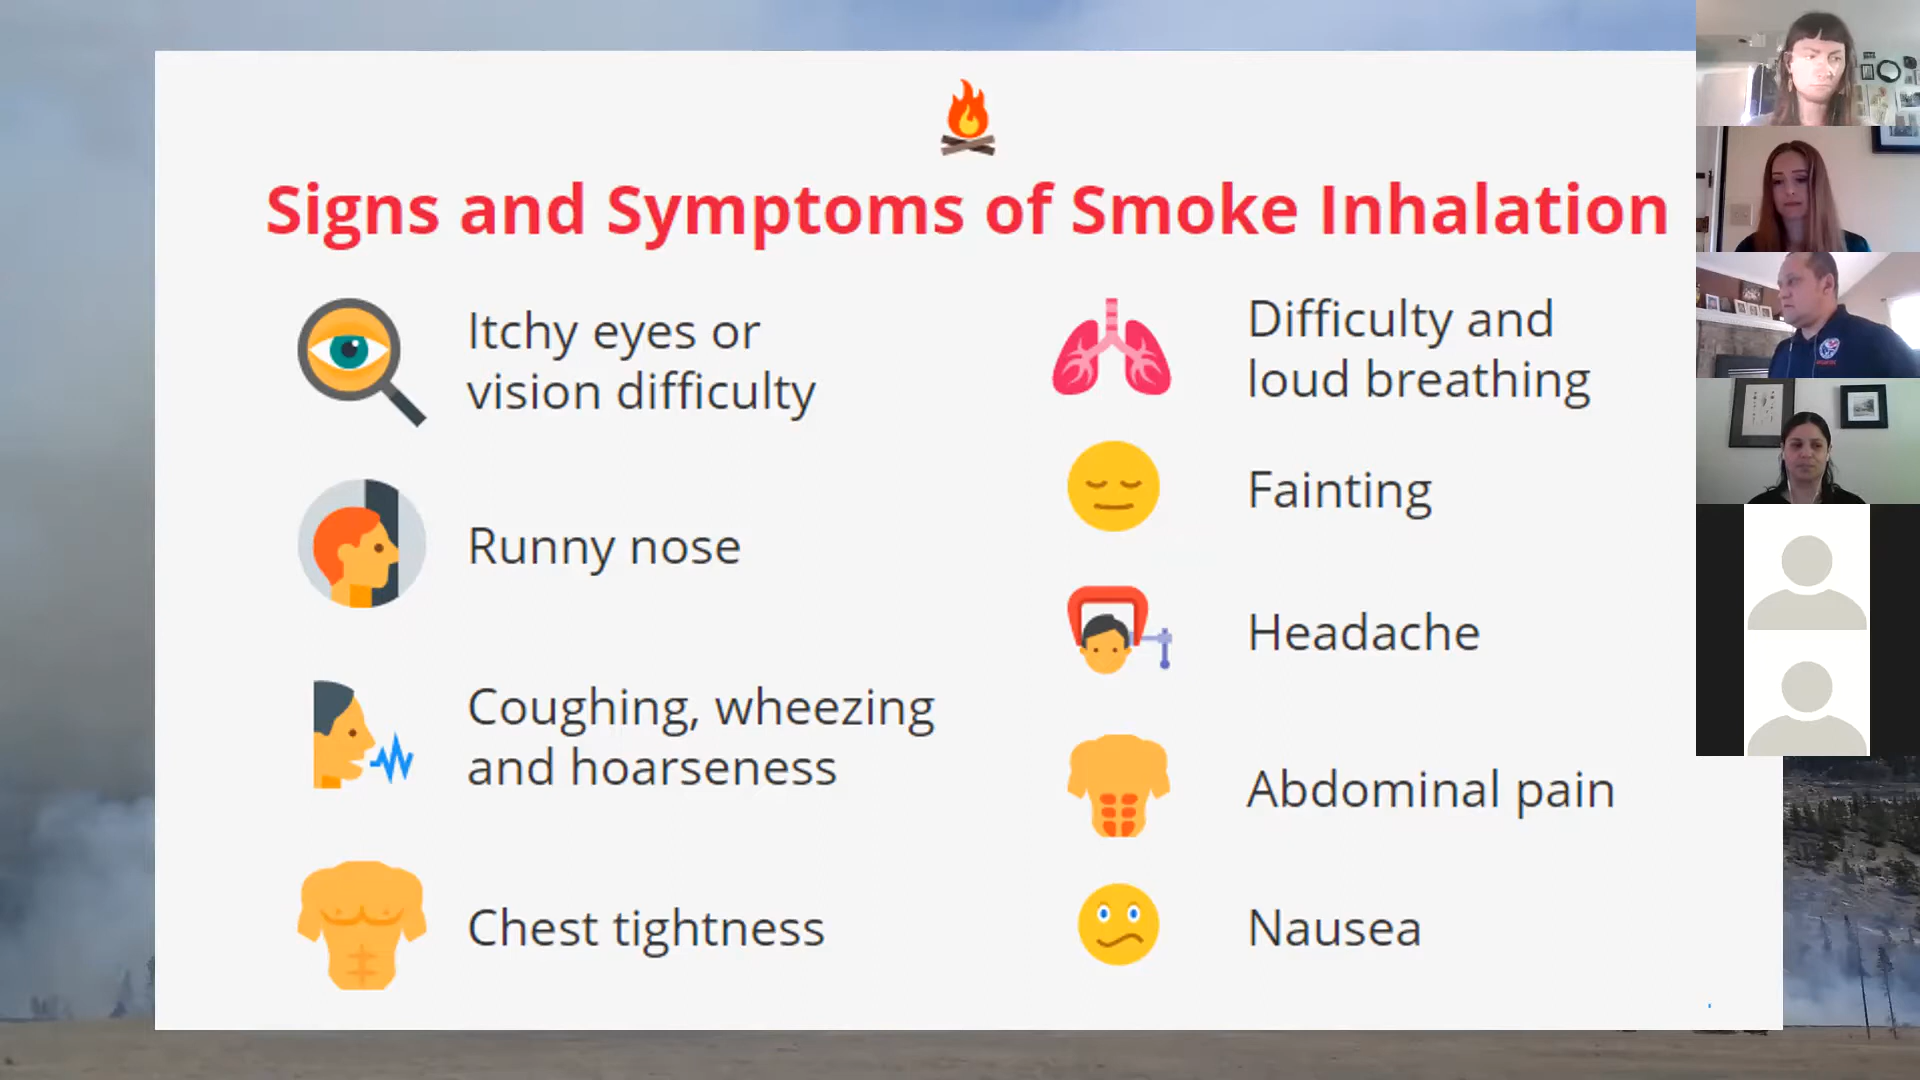 Signs and Symptoms of Smoke Inhalation
Itchy eyes or
vision difficulty
Runny nose
Coughing, wheezing
and hoarseness
Chest tightness
Difficulty and
loud breathing
Fainting
Headache
Abdominal pain
Nausea